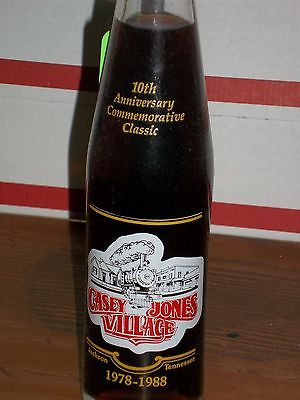 10th
Anniversary
Commemorative
Classic
CASEY JONES
VILLAGE
Jackson Tennessee
1978-1988